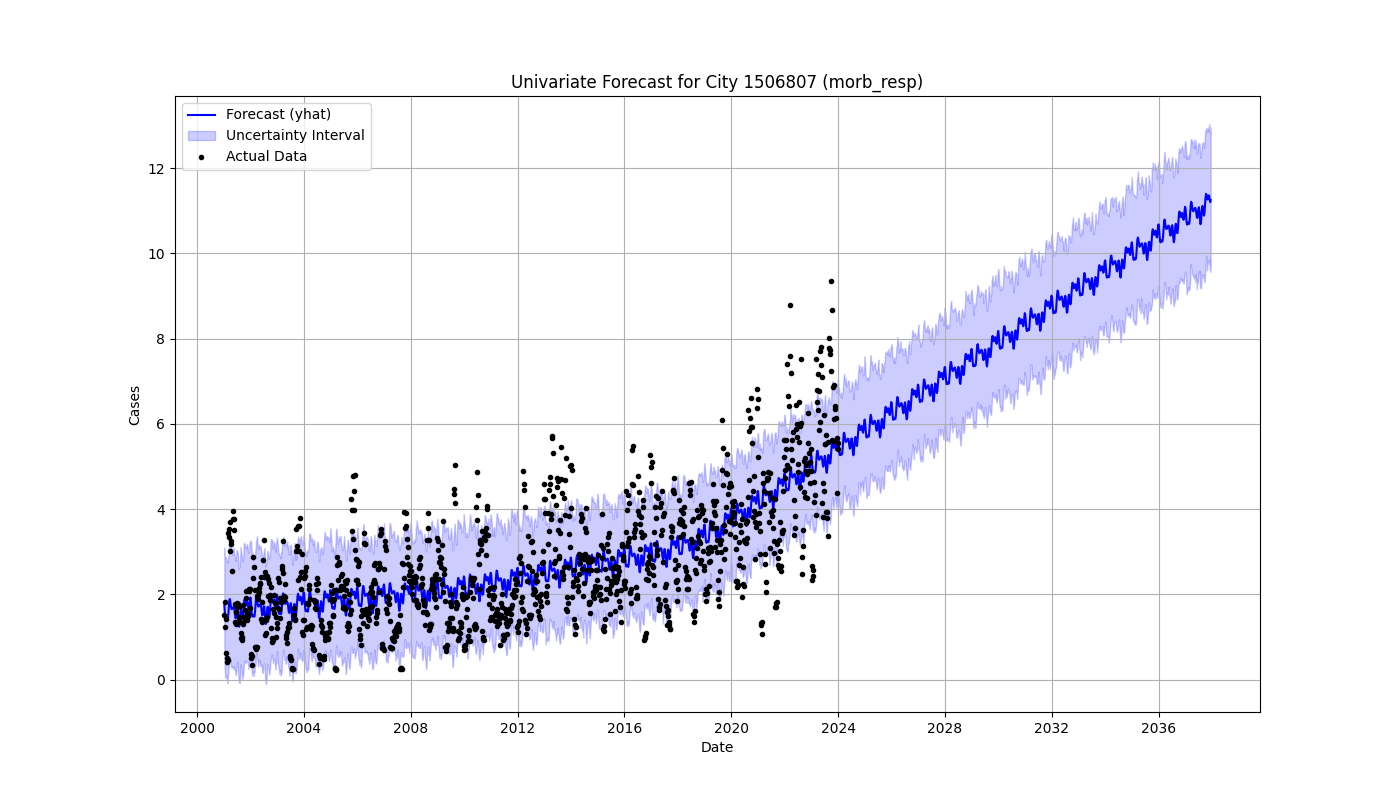 Univariate Forecast for City 1506807 (morb_resp)
Forecast (yhat)
Uncertainty Interval
Actual Data
12
10
8
6
4
2
0
Cases
2000 2004 2008 2012 2016 2020 2024 2028 2032 2036
Date